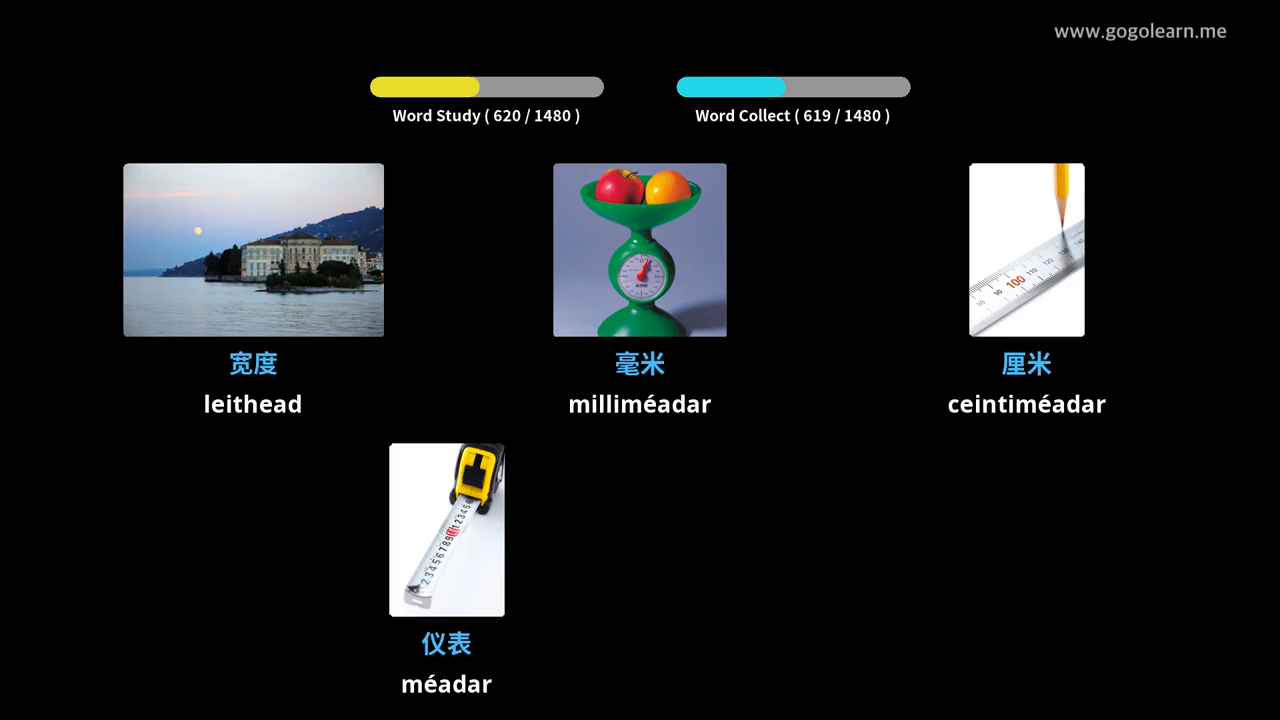 www.gogolearn.me
Word Study ( 620 / 1480 )
Word Collect ( 619 / 1480 )
宽度
毫米
厘米
leithead
milliméadar
ceintiméadar
仪表
méadar